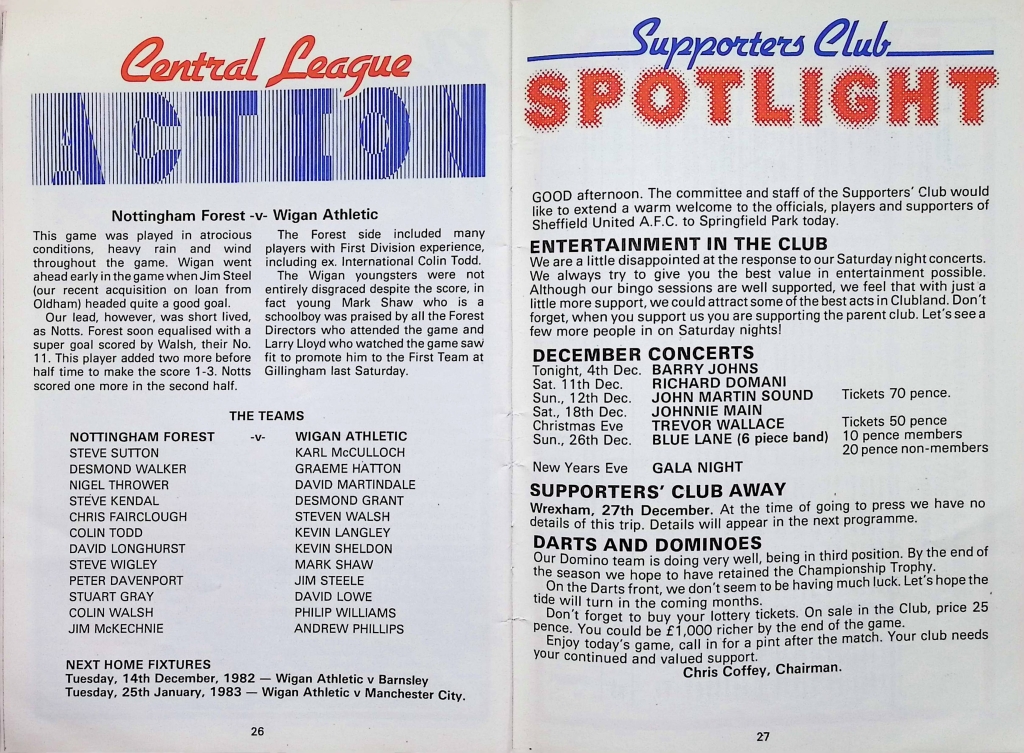 Central League
ACTION
Nottingham Forest -v- Wigan Athletic
This game was played in atrocious
conditions, heavy rain and wind
throughout the game. Wigan went
ahead early in the game when Jim Steel
(our recent acquisition on loan from
Oldham) headed quite a good goal.
Our lead, however, was short lived,
as Notts. Forest soon equalised with a
super goal scored by Walsh, their No.
11. This player added two more before
half time to make the score 1-3. Notts
scored one more in the second half.
The Forest side included many
players with First Division experience,
including ex. International Colin Todd.
The Wigan youngsters were not
entirely disgraced despite the score, in
fact young Mark Shaw who is a
schoolboy was praised by all the Forest
Directors who attended the game and
Larry Lloyd who watched the game saw
fit to promote him to the First Team at
Gillingham last Saturday.
THE TEAMS
NOTTINGHAM FOREST -v- WIGAN ATHLETIC
STEVE SUTTON KARL McCULLOCH
DESMOND WALKER GRAEME HATTON
NIGEL THROWER DAVID MARTINDALE
STEVE KENDAL DESMOND GRANT
CHRIS FAIRCLOUGH STEVEN WALSH
COLIN TODD KEVIN LANGLEY
DAVID LONGHURST KEVIN SHELDON
STEVE WIGLEY MARK SHAW
PETER DAVENPORT JIM STEELE
STUART GRAY DAVID LOWE
COLIN WALSH PHILIP WILLIAMS
JIM McKECHNIE ANDREW PHILLIPS
NEXT HOME FIXTURES
Tuesday, 14th December, 1982 — Wigan Athletic v Barnsley
Tuesday, 25th January, 1983 — Wigan Athletic v Manchester City.
26
Supporters Club
SPOTLIGHT
GOOD afternoon. The committee and staff of the Supporters' Club would
like to extend a warm welcome to the officials, players and supporters of
Sheffield United A.F.C. to Springfield Park today.
ENTERTAINMENT IN THE CLUB
We are a little disappointed at the response to our Saturday night concerts.
We always try to give you the best value in entertainment possible.
Although our bingo sessions are well supported, we feel that with just a
little more support, we could attract some of the best acts in Clubland. Don't
forget, when you support us you are supporting the parent club. Let's see a
few more people in on Saturday nights!
DECEMBER CONCERTS
Tonight, 4th Dec. BARRY JOHNS
Sat. 11th Dec. RICHARD DOMANI
Sun., 12th Dec. JOHN MARTIN SOUND Tickets 70 pence.
Sat., 18th Dec. JOHNNIE MAIN
Christmas Eve TREVOR WALLACE Tickets 50 pence
Sun., 26th Dec. BLUE LANE (6 piece band) 10 pence members
20 pence non-members
New Years Eve GALA NIGHT
SUPPORTERS' CLUB AWAY
Wrexham, 27th December. At the time of going to press we have no
details of this trip. Details will appear in the next programme.
DARTS AND DOMINOES
Our Domino team is doing very well, being in third position. By the end of
the season we hope to have retained the Championship Trophy.
On the Darts front, we don't seem to be having much luck. Let's hope the
tide will turn in the coming months.
Don't forget to buy your lottery tickets. On sale in the Club, price 25
pence. You could be £1,000 richer by the end of the game.
Enjoy today's game, call in for a pint after the match. Your club needs
your continued and valued support.
Chris Coffey, Chairman.
27